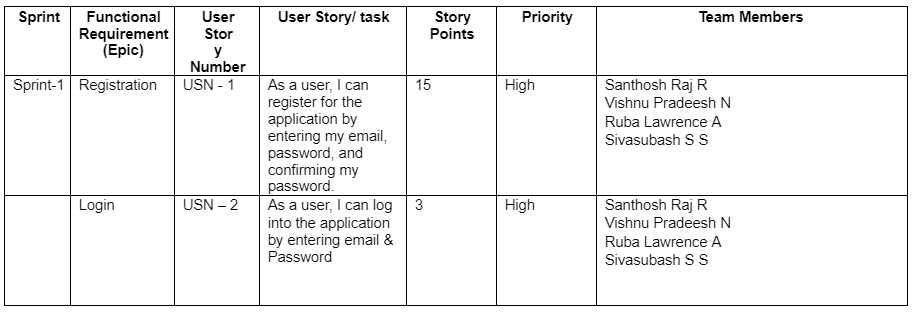 Sprint
Functional
Requirement
(Epic)
User
Stor
y
Number
User Story/ task
Story
Points
Priority
Team Members
Sprint-1
Registration
USN - 1
As a user, I can
register for the
application by
entering my email,
password, and
confirming my
password.
15
High
Santhosh Raj R
Vishnu Pradeesh N
Ruba Lawrence A
Sivasubash S S
Login
USN – 2
As a user, I can log
into the application
by entering email &
Password
3
High
Santhosh Raj R
Vishnu Pradeesh N
Ruba Lawrence A
Sivasubash S S